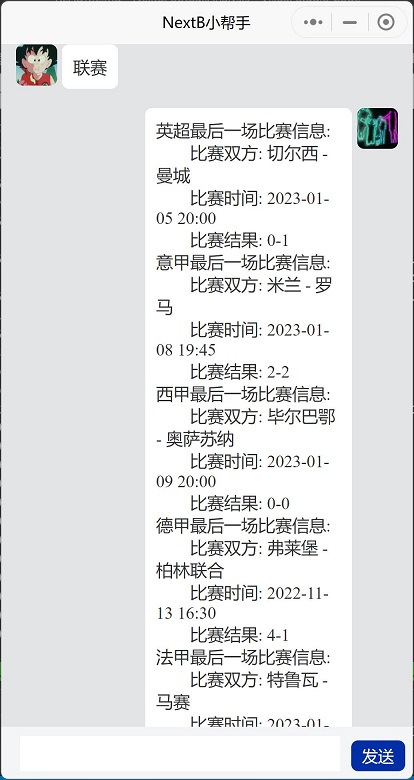 NextB小帮手
联赛
英超最后一场比赛信息:
比赛双方: 切尔西 -
曼城
比赛时间: 2023-01-
05 20:00
比赛结果: 0-1
意甲最后一场比赛信息:
比赛双方: 米兰 - 罗
马
比赛时间: 2023-01-
08 19:45
比赛结果: 2-2
西甲最后一场比赛信息:
比赛双方: 毕尔巴鄂
- 奥萨苏纳
比赛时间: 2023-01-
09 20:00
比赛结果: 0-0
德甲最后一场比赛信息:
比赛双方: 弗莱堡 -
柏林联合
比赛时间: 2022-11-
13 16:30
比赛结果: 4-1
法甲最后一场比赛信息:
比赛双方: 特鲁瓦 -
马赛
比赛时间: 2023-01-
发送